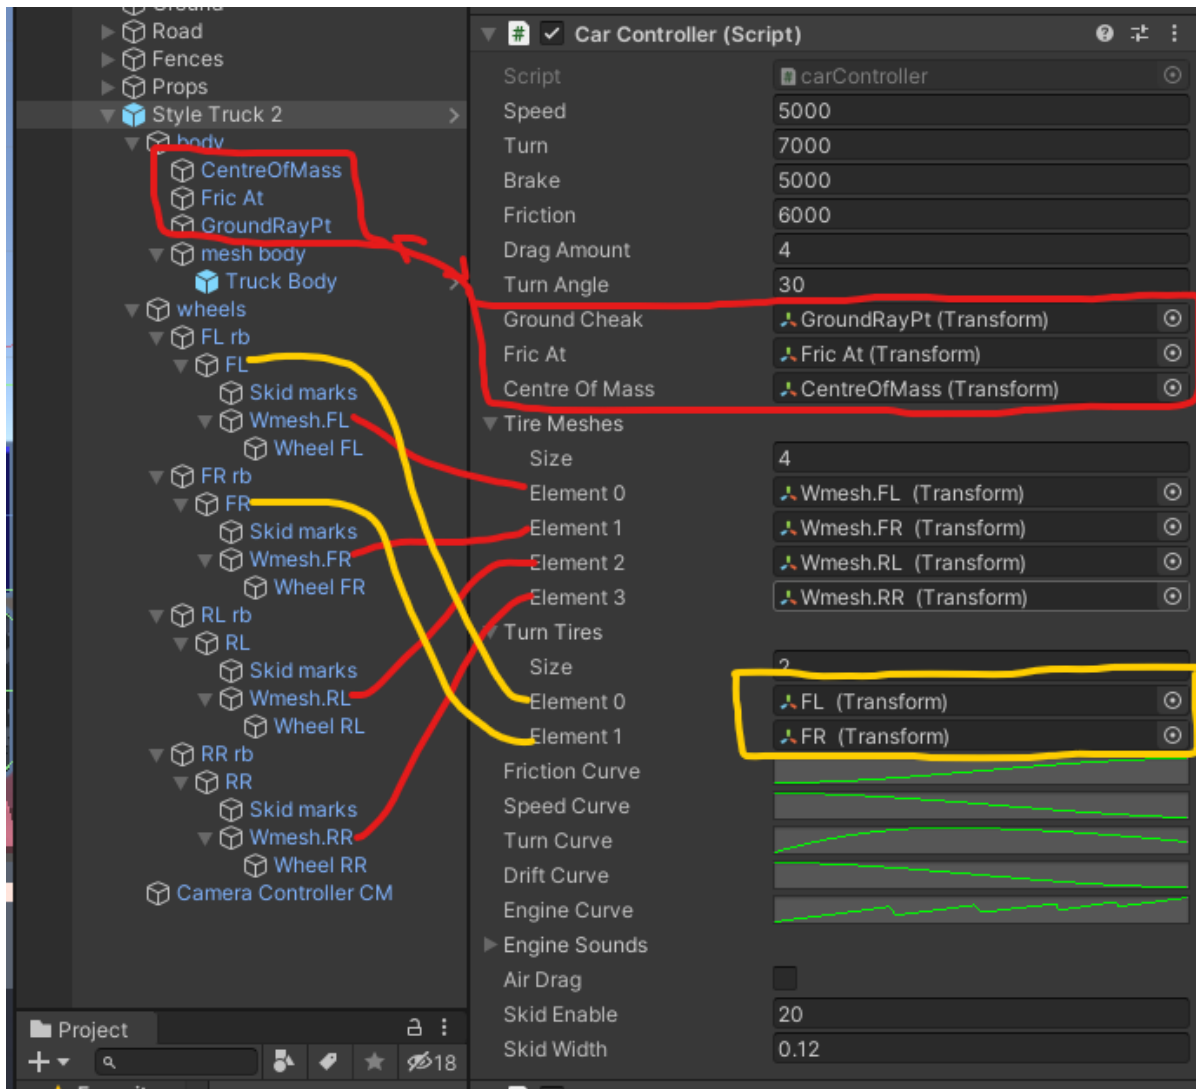 Ground
Road
Fences
Props
Style Truck 2
body
CentreOfMass
Fric At
GroundRayPt
mesh body
Truck Body
wheels
FL rb
FL
Skid marks
Wmesh.FL
Wheel FL
FR rb
FR
Skid marks
Wmesh.FR
Wheel FR
RL rb
RL
Skid marks
Wmesh.RL
Wheel RL
RR rb
RR
Skid marks
Wmesh.RR
Wheel RR
Camera Controller CM
Project
18
Car Controller (Script)
Script carController
Speed 5000
Turn 7000
Brake 5000
Friction 6000
Drag Amount 4
Turn Angle 30
Ground Cheak GroundRayPt (Transform)
Fric At Fric At (Transform)
Centre Of Mass CentreOfMass (Transform)
Tire Meshes
Size 4
Element 0 Wmesh.FL (Transform)
Element 1 Wmesh.FR (Transform)
Element 2 Wmesh.RL (Transform)
Element 3 Wmesh.RR (Transform)
Turn Tires
Size 2
Element 0 FL (Transform)
Element 1 FR (Transform)
Friction Curve
Speed Curve
Turn Curve
Drift Curve
Engine Curve
Engine Sounds
Air Drag
Skid Enable 20
Skid Width 0.12